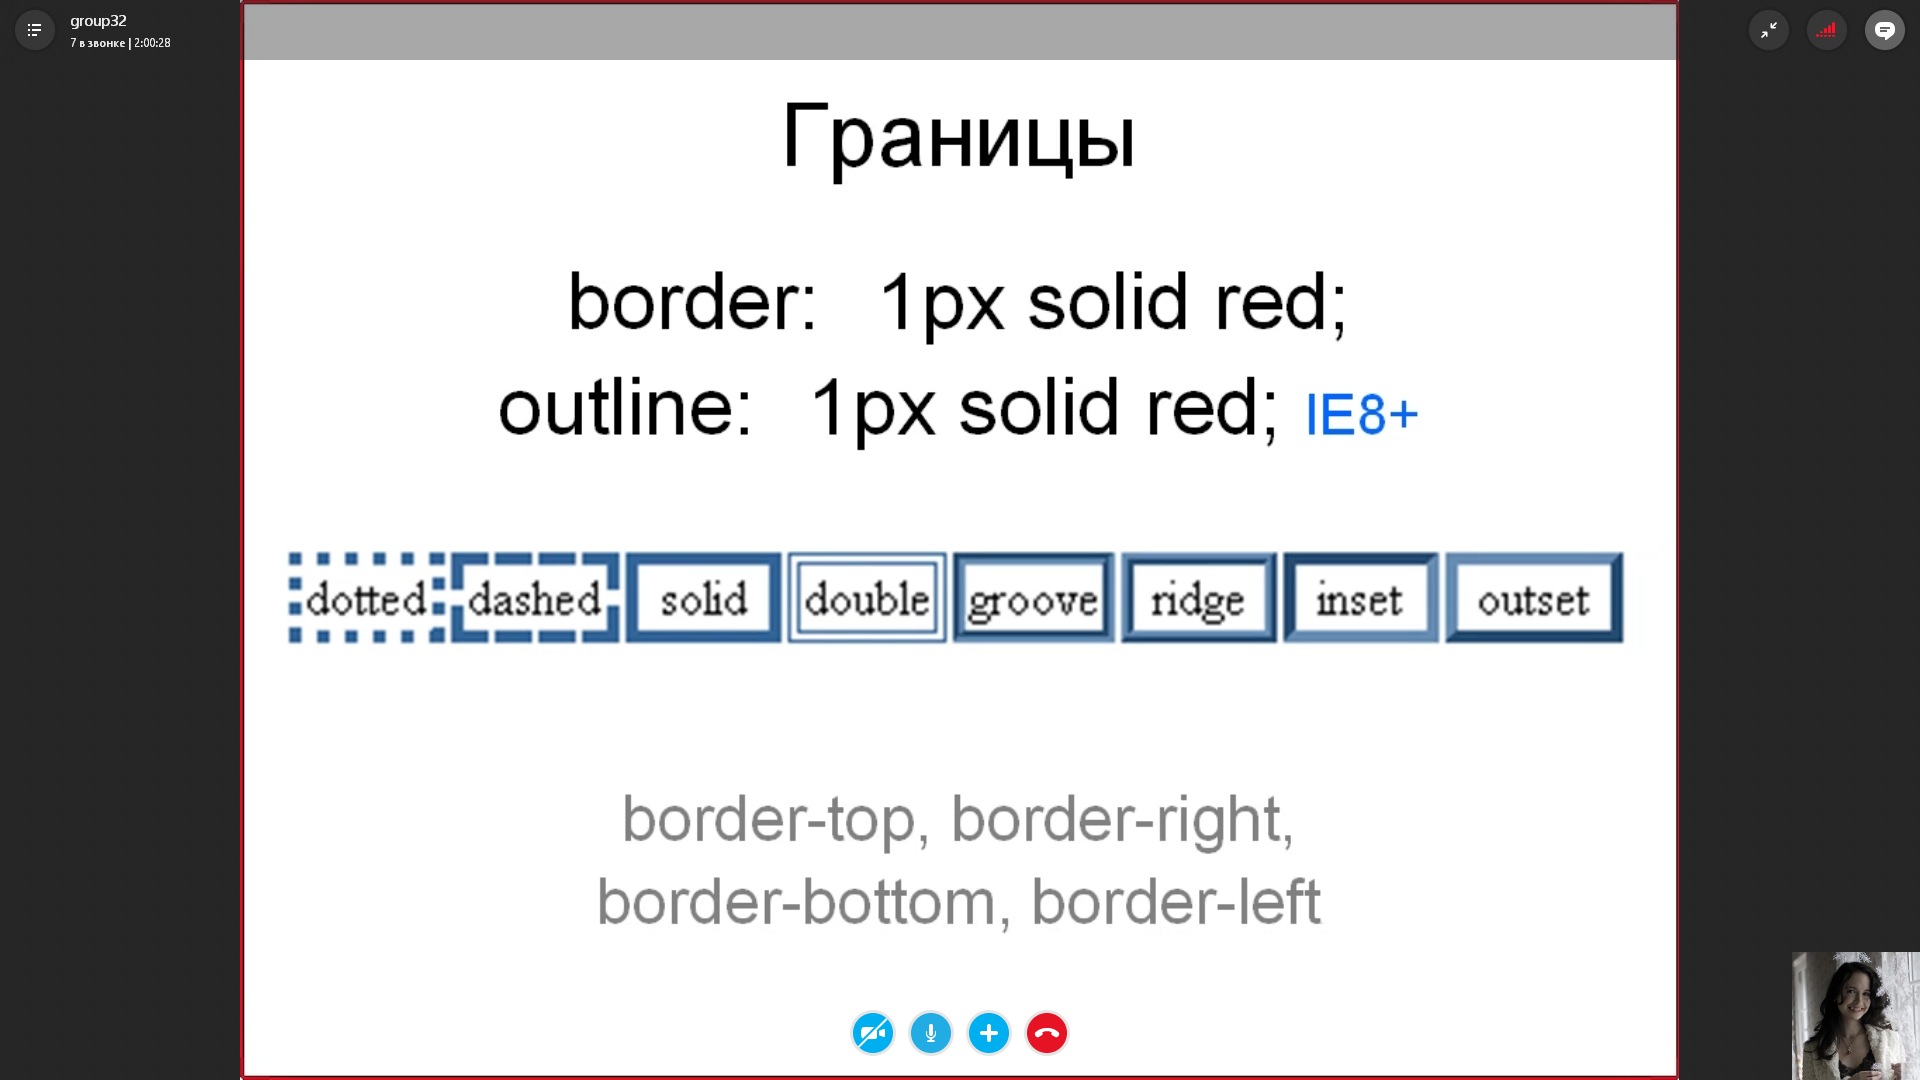 group32
7 в звонке | 2:00:28
Границы
border: 1px solid red;
outline: 1px solid red; IE8+
dotted dashed solid double groove ridge inset outset
border-top, border-right,
border-bottom, border-left